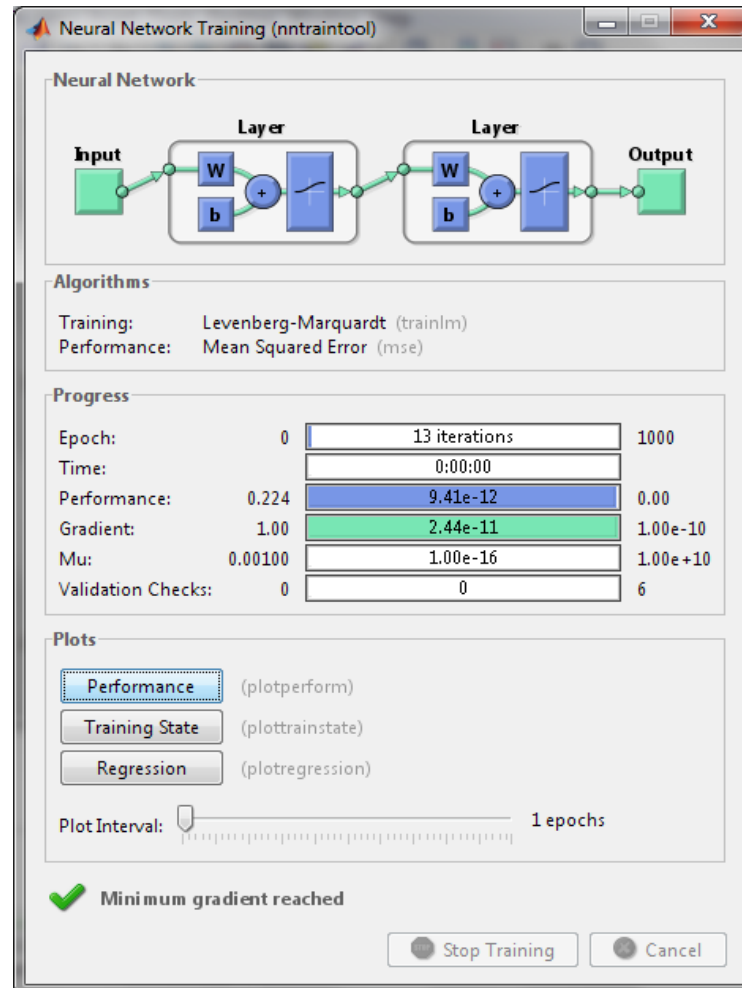 Neural Network Training (nntraintool)
Neural Network
Layer Layer
Input Output
W W
+ +
b b
Algorithms
Training: Levenberg-Marquardt (trainlm)
Performance: Mean Squared Error (mse)
Progress
Epoch: 0 13 iterations 1000
Time: 0:00:00
Performance: 0.224 9.41e-12 0.00
Gradient: 1.00 2.44e-11 1.00e-10
Mu: 0.00100 1.00e-16 1.00e+10
Validation Checks: 0 0 6
Plots
Performance (plotperform)
Training State (plottrainstate)
Regression (plotregression)
Plot Interval: 1 epochs
Minimum gradient reached
Stop Training Cancel